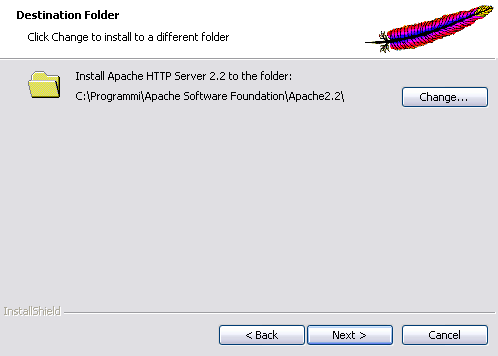 Destination Folder
Click Change to install to a different folder
Install Apache HTTP Server 2.2 to the folder:
C:\Programmi\Apache Software Foundation\Apache2.2\
Change...
InstallShield
< Back
Next >
Cancel